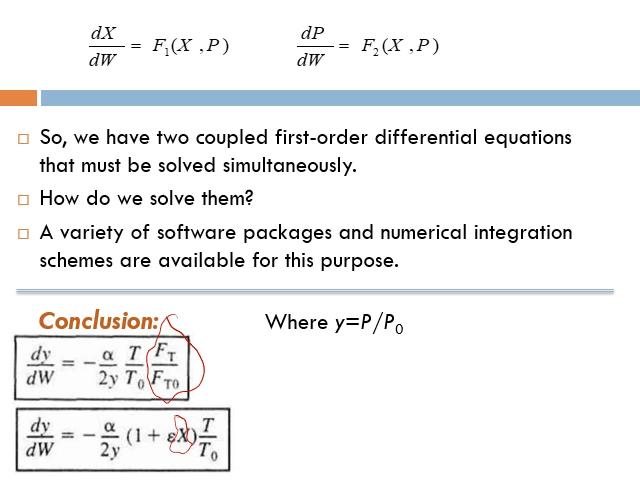 dX/dW = F₁(X ,P)    dP/dW = F₂(X ,P)
So, we have two coupled first-order differential equations
that must be solved simultaneously.
How do we solve them?
A variety of software packages and numerical integration
schemes are available for this purpose.
Conclusion:    Where y=P/P₀
dy/dW = − α/2y T/T₀ F_T/F_T0
dy/dW = − α/2y (1 + εX) T/T₀